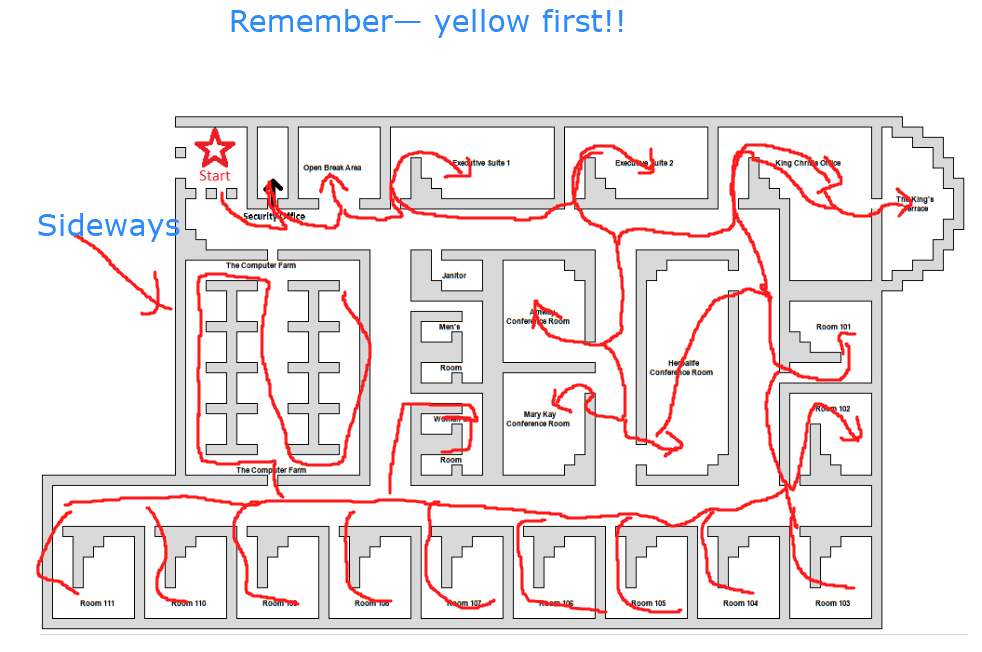 Remember— yellow first!!
Start
Open Break Area
Executive Suite 1
Executive Suite 2
King Chris's Office
The King's
Terrace
Security Office
Sideways
The Computer Farm
Janitor
Amway
Conference Room
Men's
Room
Room 101
Herbalife
Conference Room
Mary Kay
Conference Room
Room 102
Women's
Room
The Computer Farm
Room 111
Room 110
Room 108
Room 107
Room 106
Room 105
Room 104
Room 103